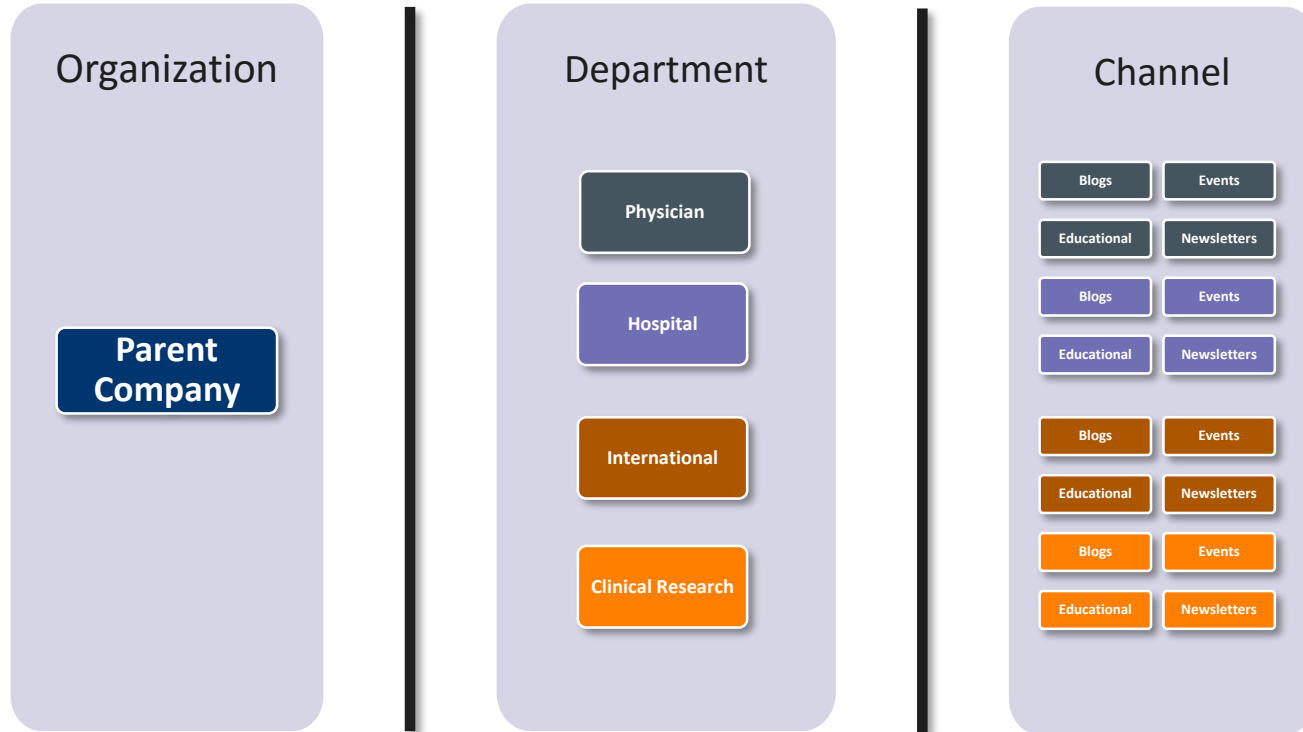 Organization
Parent
Company
Department
Physician
Hospital
International
Clinical Research
Channel
Blogs Events
Educational Newsletters
Blogs Events
Educational Newsletters
Blogs Events
Educational Newsletters
Blogs Events
Educational Newsletters